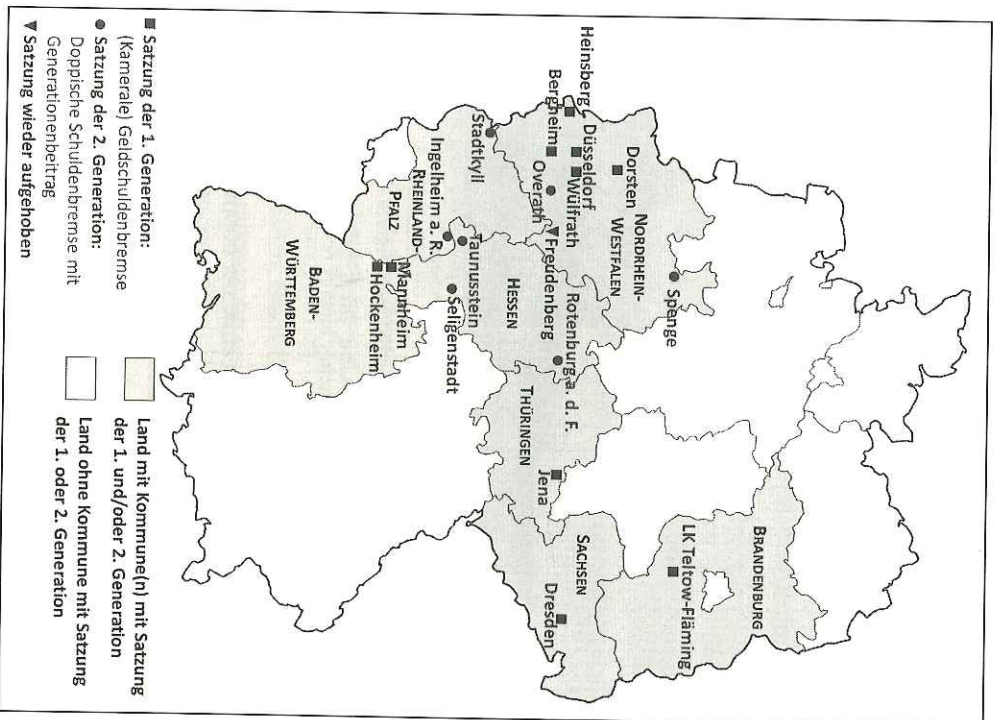 Spenge
NORDRHEIN-
WESTFALEN
Dorsten
Düsseldorf
Wülfrath
Heinsberg
Bergheim
Overath
Freudenberg
Rotenburg a. d. F.
Stadtkyll
HESSEN
Taunusstein
Ingelheim a. R.
RHEINLAND-
PFALZ
Seligenstadt
Mannheim
Hockenheim
BADEN-
WÜRTTEMBERG
THÜRINGEN
Jena
BRANDENBURG
LK Teltow-Fläming
SACHSEN
Dresden
Satzung der 1. Generation:
(Kamerale) Geldschuldenbremse
Satzung der 2. Generation:
Doppische Schuldenbremse mit
Generationenbeitrag
Satzung wieder aufgehoben
Land mit Kommune(n) mit Satzung
der 1. und/oder 2. Generation
Land ohne Kommune mit Satzung
der 1. oder 2. Generation